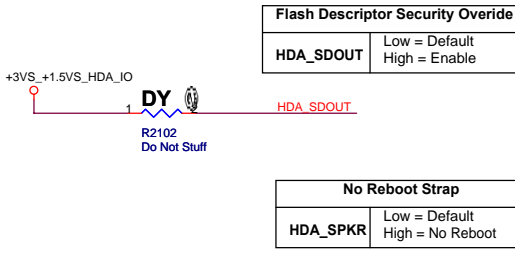 Flash Descriptor Security Overide
HDA_SDOUT
Low = Default
High = Enable
+3VS_+1.5VS_HDA_IO
1
DY
HDA_SDOUT
R2102
Do Not Stuff
No Reboot Strap
HDA_SPKR
Low = Default
High = No Reboot